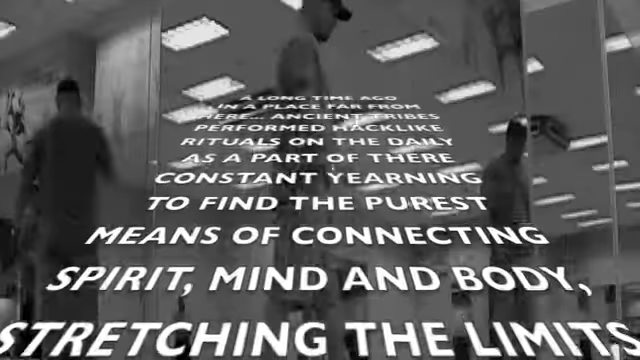 A LONG TIME AGO
IN A PLACE FAR FROM
HERE... ANCIENT TRIBES
PERFORMED HACKLIKE
RITUALS ON THE DAILY
AS A PART OF THERE
CONSTANT YEARNING
TO FIND THE PUREST
MEANS OF CONNECTING
SPIRIT, MIND AND BODY,
STRETCHING THE LIMITS